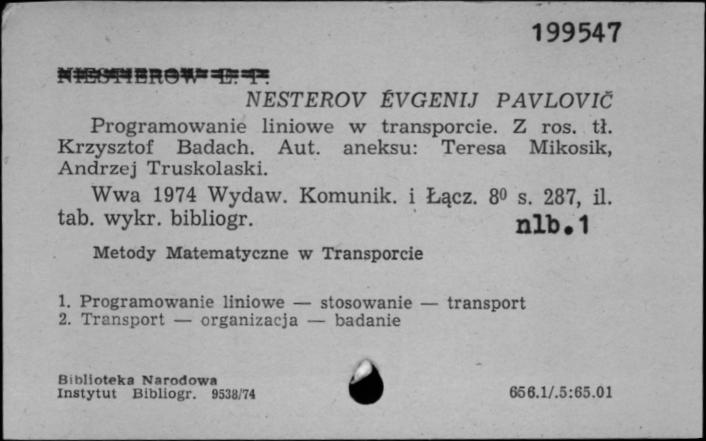 199547
NIESTIEROW E. P.
NESTEROV ÉVGENIJ PAVLOVIČ
Programowanie liniowe w transporcie. Z ros. tł.
Krzysztof Badach. Aut. aneksu: Teresa Mikosik,
Andrzej Truskolaski.
Wwa 1974 Wydaw. Komunik. i Łącz. 8⁰ s. 287, il.
tab. wykr. bibliogr.
nlb.1
Metody Matematyczne w Transporcie
1. Programowanie liniowe — stosowanie — transport
2. Transport — organizacja — badanie
Biblioteka Narodowa
Instytut Bibliogr. 9538/74
656.1/.5:65.01